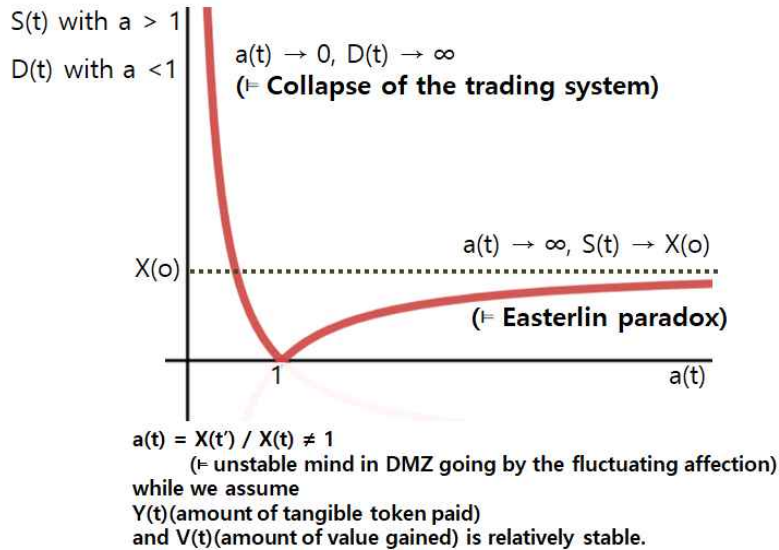 S(t) with a > 1
D(t) with a <1
a(t) → 0, D(t) → ∞
(⊨ Collapse of the trading system)
a(t) → ∞, S(t) → X(o)
X(o)
(⊨ Easterlin paradox)
1
a(t)
a(t) = X(t') / X(t) ≠ 1
(⊨ unstable mind in DMZ going by the fluctuating affection)
while we assume
Y(t)(amount of tangible token paid)
and V(t)(amount of value gained) is relatively stable.